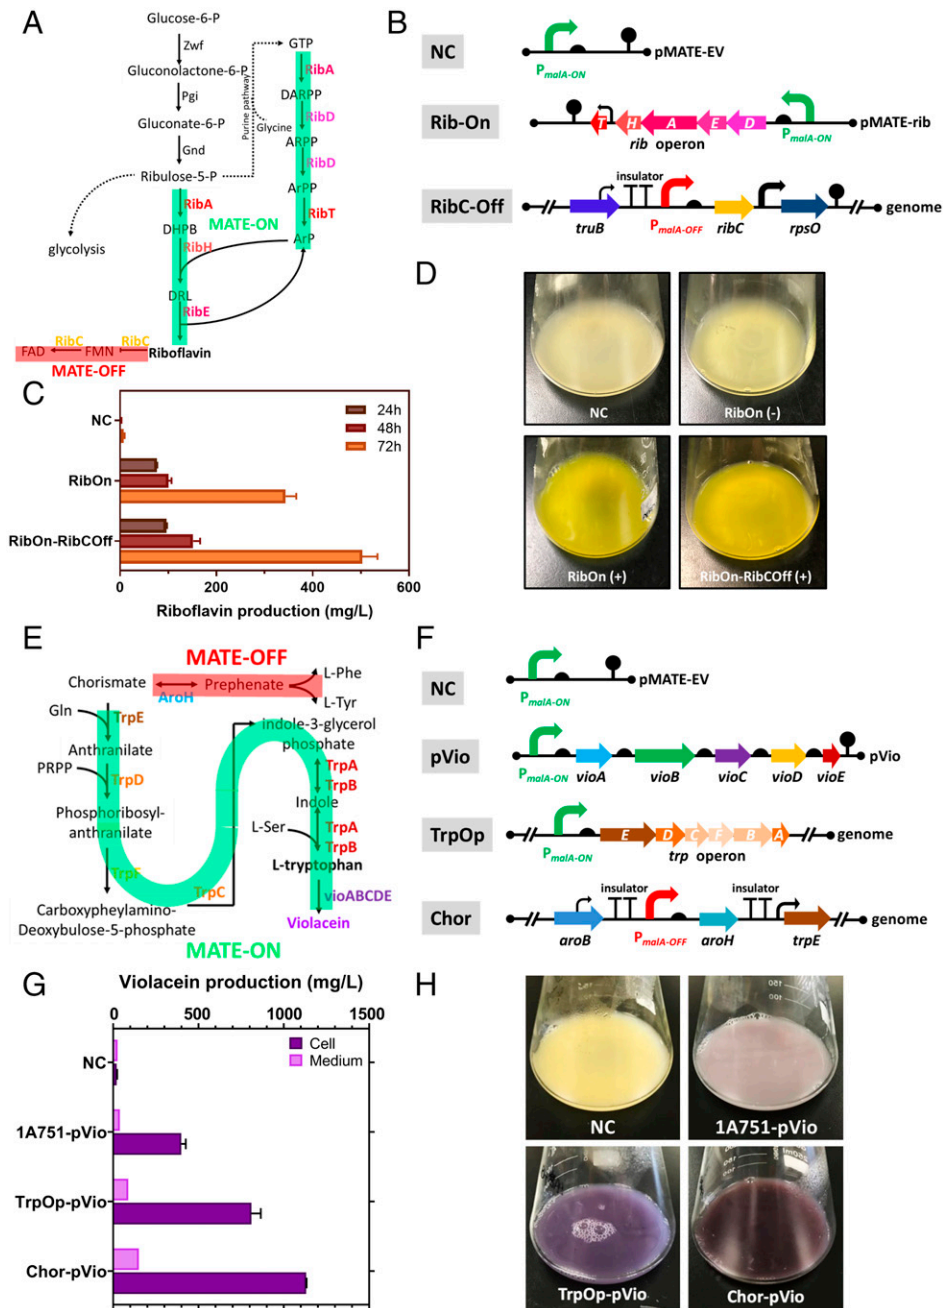 A
Glucose-6-P
Zwf
Gluconolactone-6-P
Pgi
Gluconate-6-P
Gnd
Ribulose-5-P
glycolysis
Purine pathway
Glycine
GTP
RibA
DARPP
RibD
ARPP
RibD
ArPP
RibT
ArP
RibA
MATE-ON
DHPB
RibH
DRL
RibE
RibC
RibC
FAD
FMN
Riboflavin
MATE-OFF
B
NC
PmalA-ON
pMATE-EV
Rib-On
T H A E D
rib operon
PmalA-ON
pMATE-rib
RibC-Off
insulator
truB
PmalA-OFF
ribC
rpsO
genome
C
NC
RibOn
RibOn-RibCOff
24h
48h
72h
0 200 400 600
Riboflavin production (mg/L)
D
NC
RibOn (-)
RibOn (+)
RibOn-RibCOff (+)
E
MATE-OFF
Chorismate
AroH
Prephenate
L-Phe
L-Tyr
Gln
TrpE
Anthranilate
PRPP
TrpD
Phosphoribosyl-
anthranilate
TrpF
Carboxypheylamino-
Deoxybulose-5-phosphate
TrpC
indole-3-glycerol
phosphate
TrpA
TrpB
Indole
L-Ser
TrpA
TrpB
L-tryptophan
vioABCDE
Violacein
MATE-ON
F
NC
PmalA-ON
pMATE-EV
pVio
PmalA-ON
vioA
vioB
vioC
vioD
vioE
pVio
TrpOp
PmalA-ON
E D C F B A
trp operon
genome
Chor
insulator
insulator
aroB
PmalA-OFF
aroH
trpE
genome
G
Violacein production (mg/L)
0 500 1000 1500
NC
1A751-pVio
TrpOp-pVio
Chor-pVio
Cell
Medium
H
NC
1A751-pVio
TrpOp-pVio
Chor-pVio